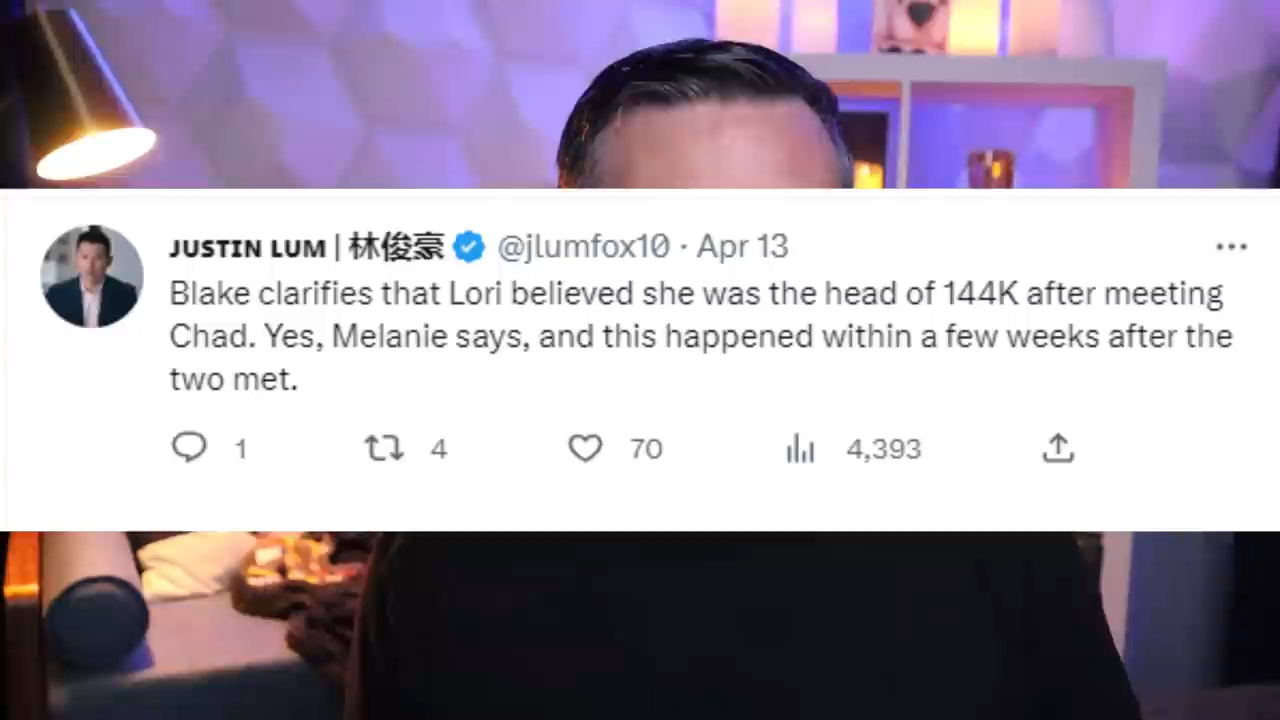 JUSTIN LUM | 林俊豪 @jlumfox10 · Apr 13
Blake clarifies that Lori believed she was the head of 144K after meeting
Chad. Yes, Melanie says, and this happened within a few weeks after the
two met.
1 4 70 4,393